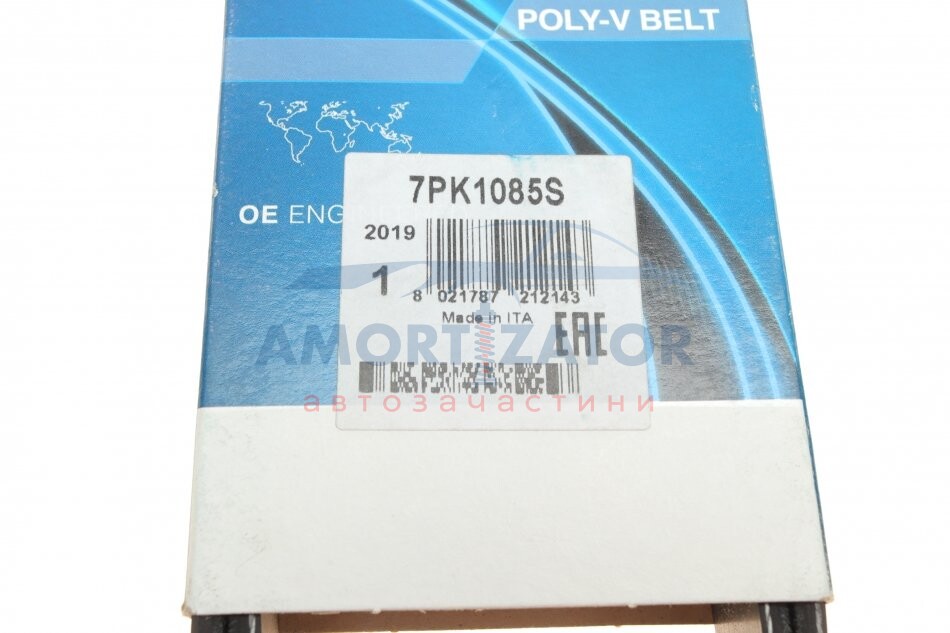 POLY-V BELT
OE ENG
7PK1085S
2019
1
8 021787 212143
Made in ITA
EAC
AMORTIZATOR
автозачастини